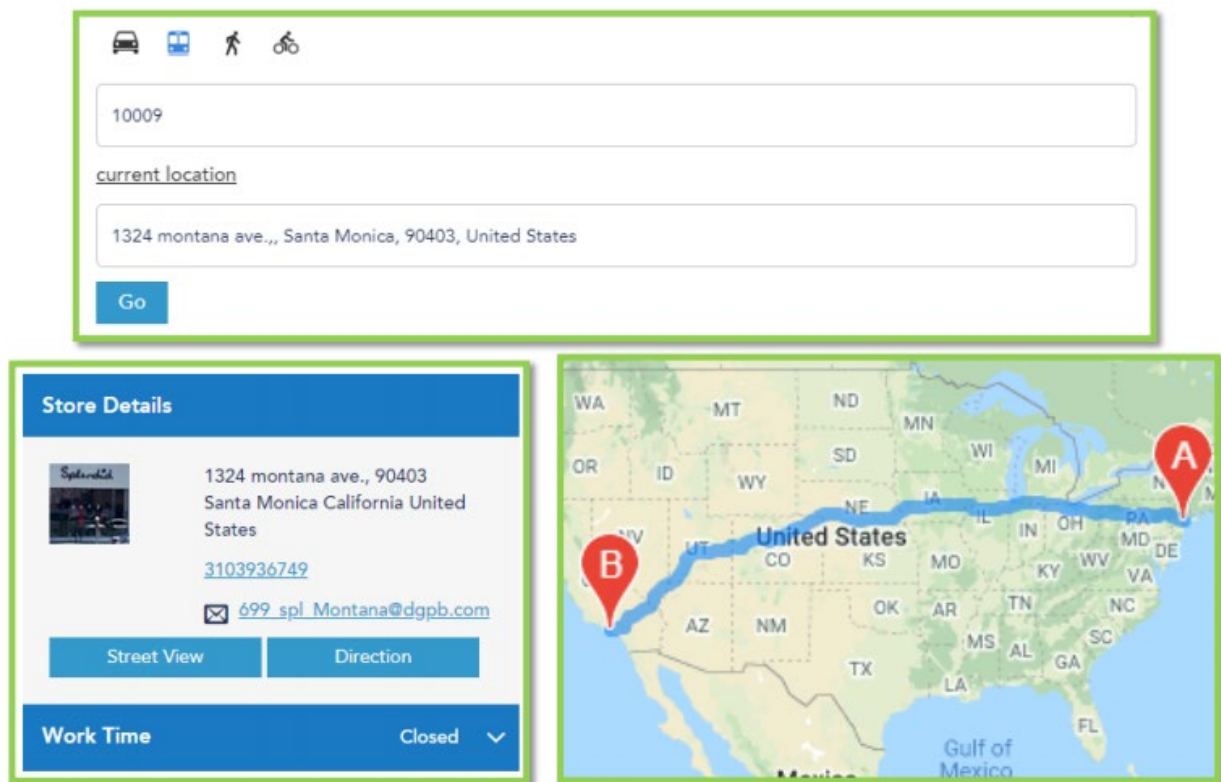 10009
current location
1324 montana ave.,, Santa Monica, 90403, United States
Go
Store Details
Splendid
1324 montana ave., 90403
Santa Monica California United
States
3103936749
699_spl_Montana@dgpb.com
Street View
Direction
Work Time
Closed
WA
MT
ND
MN
OR
ID
SD
WI
MI
WY
NE
IA
A
NV
UT
United States
IL
IN
OH
PA
MD
DE
B
CO
KS
MO
KY
WV
VA
AZ
NM
OK
AR
TN
NC
MS
AL
SC
TX
LA
GA
FL
Gulf of
Mexico
Mexico